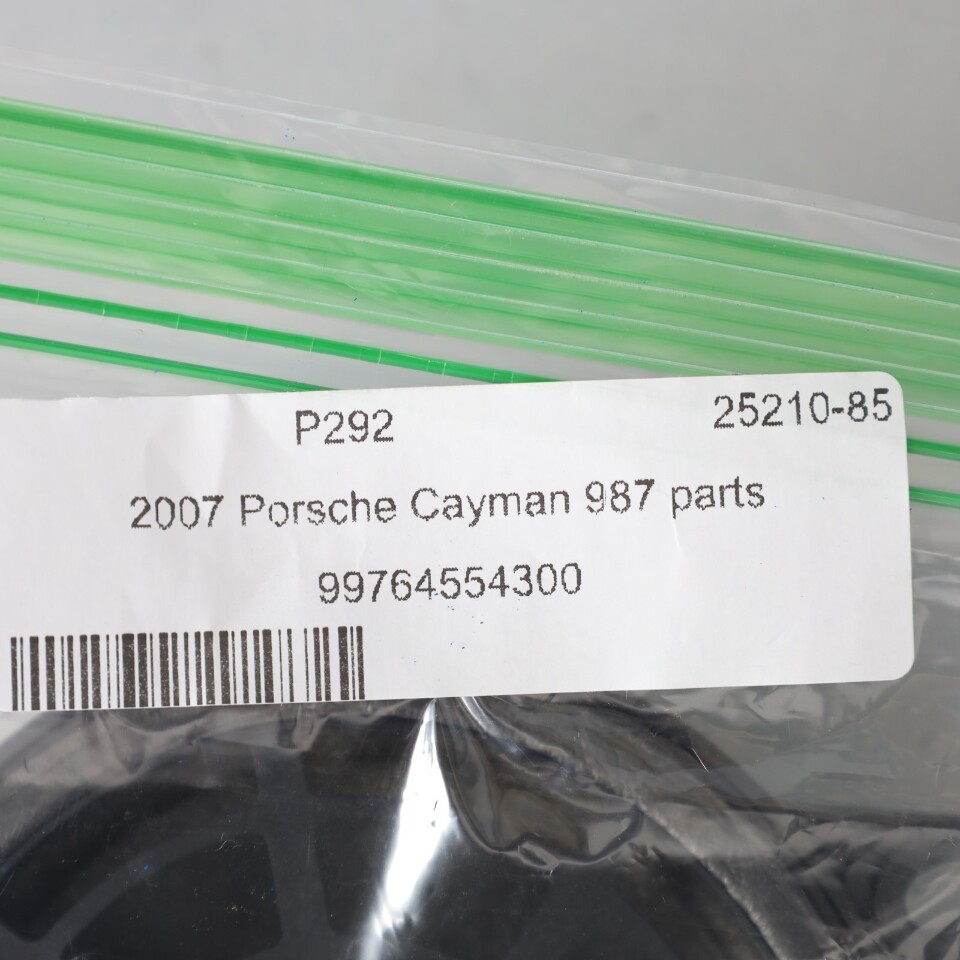 P292 25210-85
2007 Porsche Cayman 987 parts
99764554300